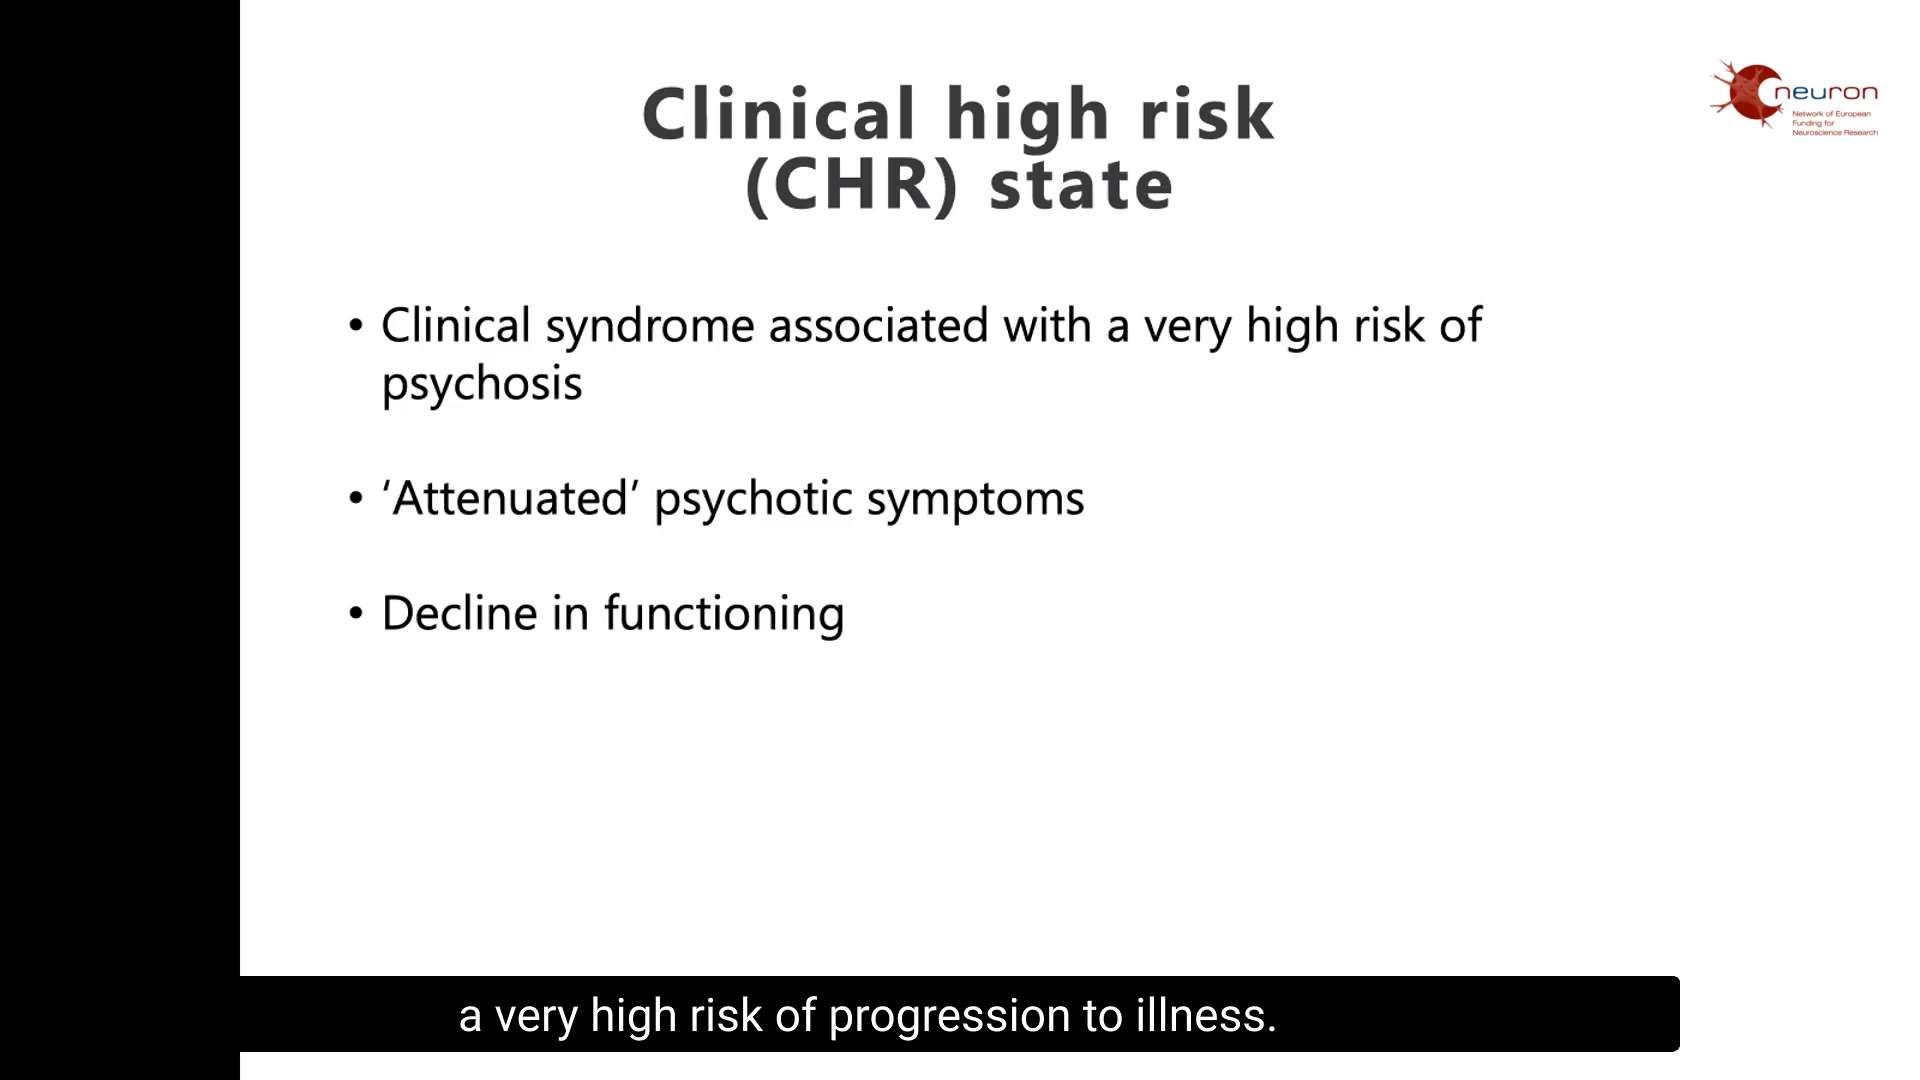 Clinical high risk
(CHR) state
neuron
Network of European
Funding for
Neuroscience Research
• Clinical syndrome associated with a very high risk of
psychosis
• ‘Attenuated’ psychotic symptoms
• Decline in functioning
a very high risk of progression to illness.